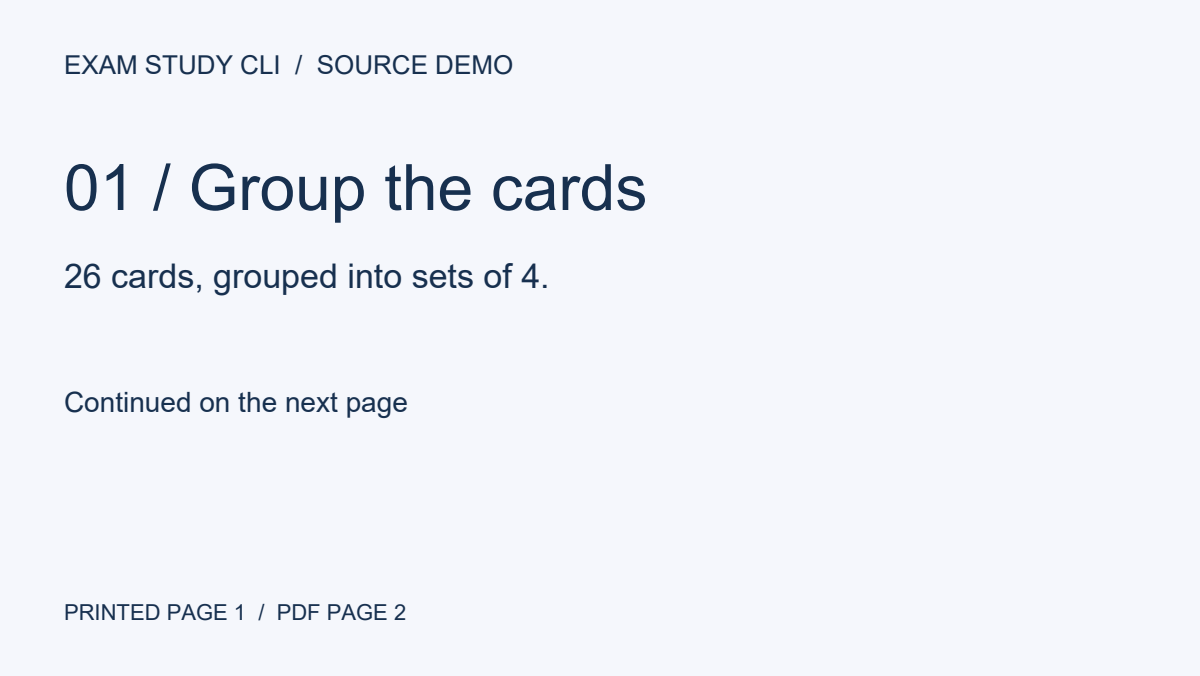 EXAM STUDY CLI / SOURCE DEMO
01 / Group the cards
26 cards, grouped into sets of 4.
Continued on the next page
PRINTED PAGE 1 / PDF PAGE 2